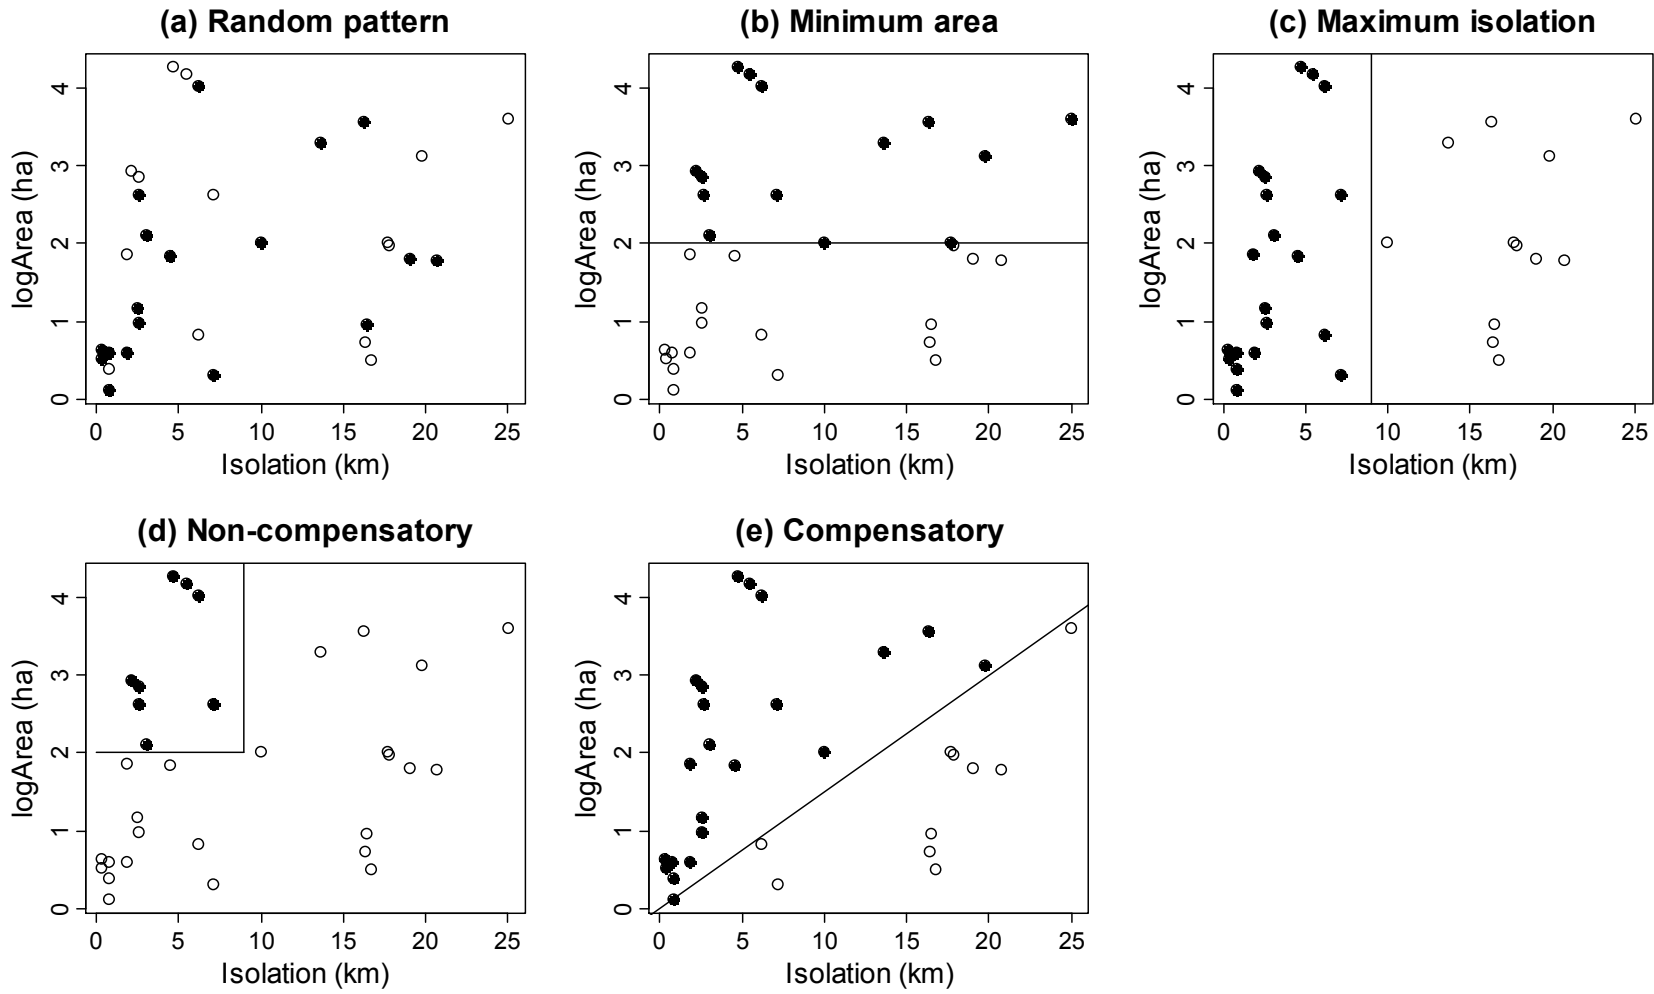 (a) Random pattern
logArea (ha)
4
3
2
1
0
0 5 10 15 20 25
Isolation (km)
(b) Minimum area
logArea (ha)
4
3
2
1
0
0 5 10 15 20 25
Isolation (km)
(c) Maximum isolation
logArea (ha)
4
3
2
1
0
0 5 10 15 20 25
Isolation (km)
(d) Non-compensatory
logArea (ha)
4
3
2
1
0
0 5 10 15 20 25
Isolation (km)
(e) Compensatory
logArea (ha)
4
3
2
1
0
0 5 10 15 20 25
Isolation (km)